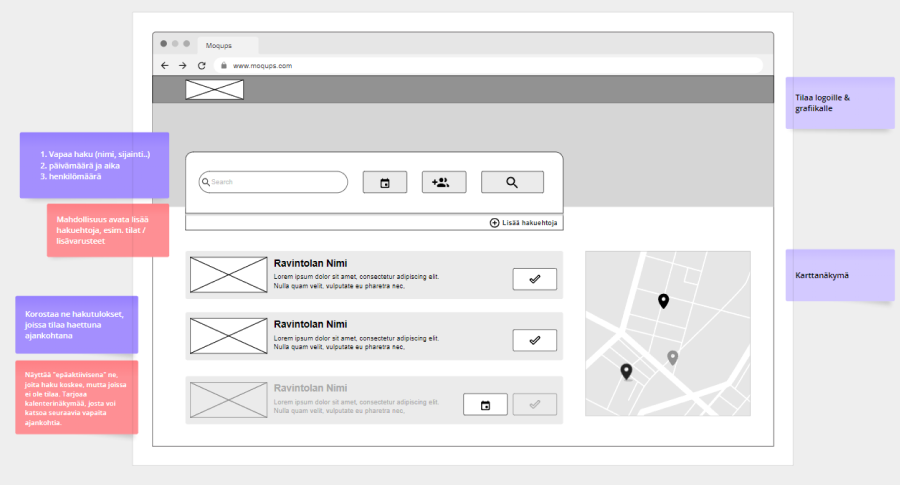 Moqups
www.moqups.com
Tilaa logoille &
grafiikalle
1. Vapaa haku (nimi, sijainti..)
2. päivämäärä ja aika
3. henkilömäärä
Search
Mahdollisuus avata lisää
hakuehtoja, esim. tilat /
lisävarusteet
Lisää hakuehtoja
Ravintolan Nimi
Lorem ipsum dolor sit amet, consectetur adipiscing elit.
Nulla quam velit, vulputate eu pharetra nec,
Karttanäkymä
Korostaa ne hakutulokset,
joissa tilaa haettuna
ajankohtana
Ravintolan Nimi
Lorem ipsum dolor sit amet, consectetur adipiscing elit.
Nulla quam velit, vulputate eu pharetra nec,
Näyttää "epäaktiivisena" ne,
joita haku koskee, mutta joissa
ei ole tilaa. Tarjoaa
kalenterinäkymää, josta voi
katsoa seuraavia vapaita
ajankohtia.
Ravintolan Nimi
Lorem ipsum dolor sit amet, consectetur adipiscing elit.
Nulla quam velit, vulputate eu pharetra nec,